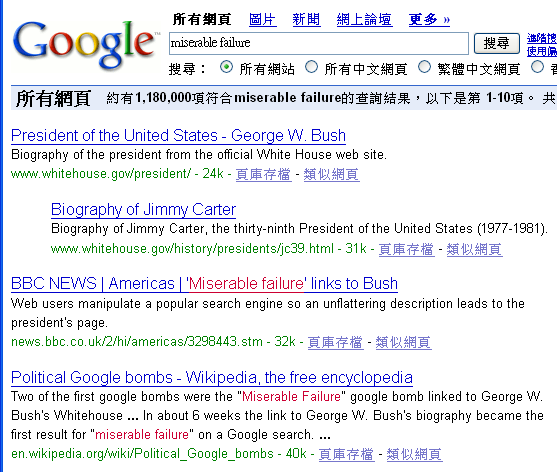 所有網頁 圖片 新聞 網上論壇 更多 »
Google™ miserable failure 搜尋 進階搜
使用偏
搜尋： 所有網站 所有中文網頁 繁體中文網頁 香
所有網頁 約有1,180,000項符合miserable failure的查詢結果，以下是第 1-10項。 共
President of the United States - George W. Bush
Biography of the president from the official White House web site.
www.whitehouse.gov/president/ - 24k - 頁庫存檔 - 類似網頁
Biography of Jimmy Carter
Biography of Jimmy Carter, the thirty-ninth President of the United States (1977-1981).
www.whitehouse.gov/history/presidents/jc39.html - 31k - 頁庫存檔 - 類似網頁
BBC NEWS | Americas | 'Miserable failure' links to Bush
Web users manipulate a popular search engine so an unflattering description leads to the
president's page.
news.bbc.co.uk/2/hi/americas/3298443.stm - 32k - 頁庫存檔 - 類似網頁
Political Google bombs - Wikipedia, the free encyclopedia
Two of the first google bombs were the "Miserable Failure" google bomb linked to George W.
Bush's Whitehouse ... In about 6 weeks the link to George W. Bush's biography became the
first result for "miserable failure" on a Google search. ...
en.wikipedia.org/wiki/Political_Google_bombs - 40k - 頁庫存檔 - 類似網頁